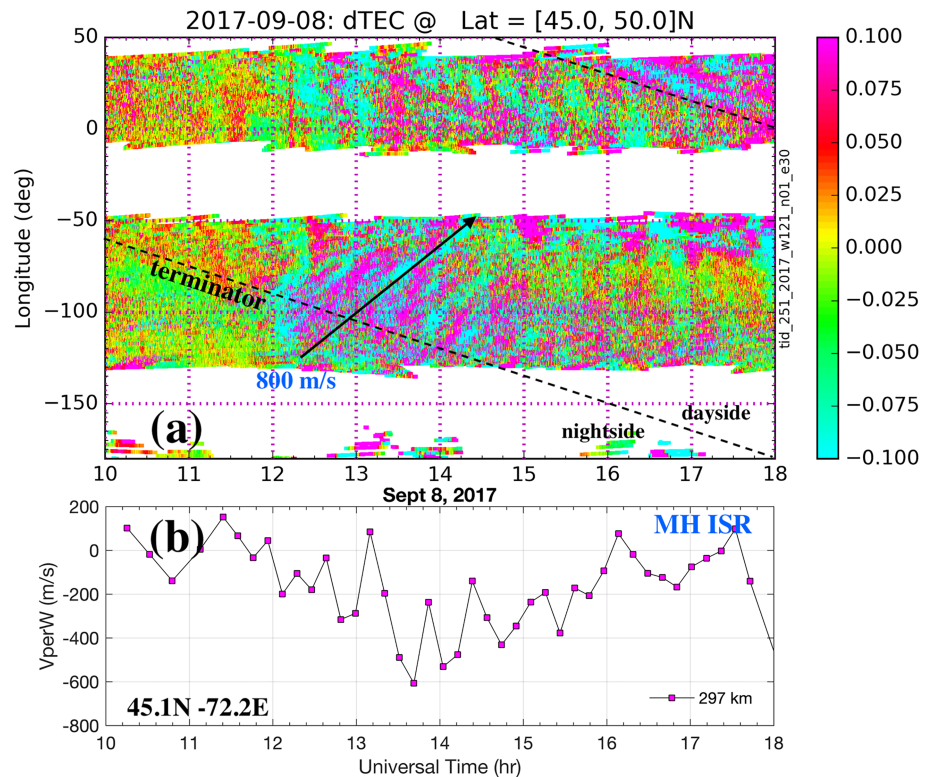 2017-09-08: dTEC @ Lat = [45.0, 50.0]N
50
0
−50
−100
−150
Longitude (deg)
terminator
800 m/s
(a)
nightside
dayside
10 11 12 13 14 15 16 17 18
tid_251_2017_w121_n01_e30
0.100
0.075
0.050
0.025
0.000
−0.025
−0.050
−0.075
−0.100
Sept 8, 2017
(b)
MH ISR
200
0
-200
-400
-600
-800
VperW (m/s)
45.1N -72.2E
297 km
10 11 12 13 14 15 16 17 18
Universal Time (hr)